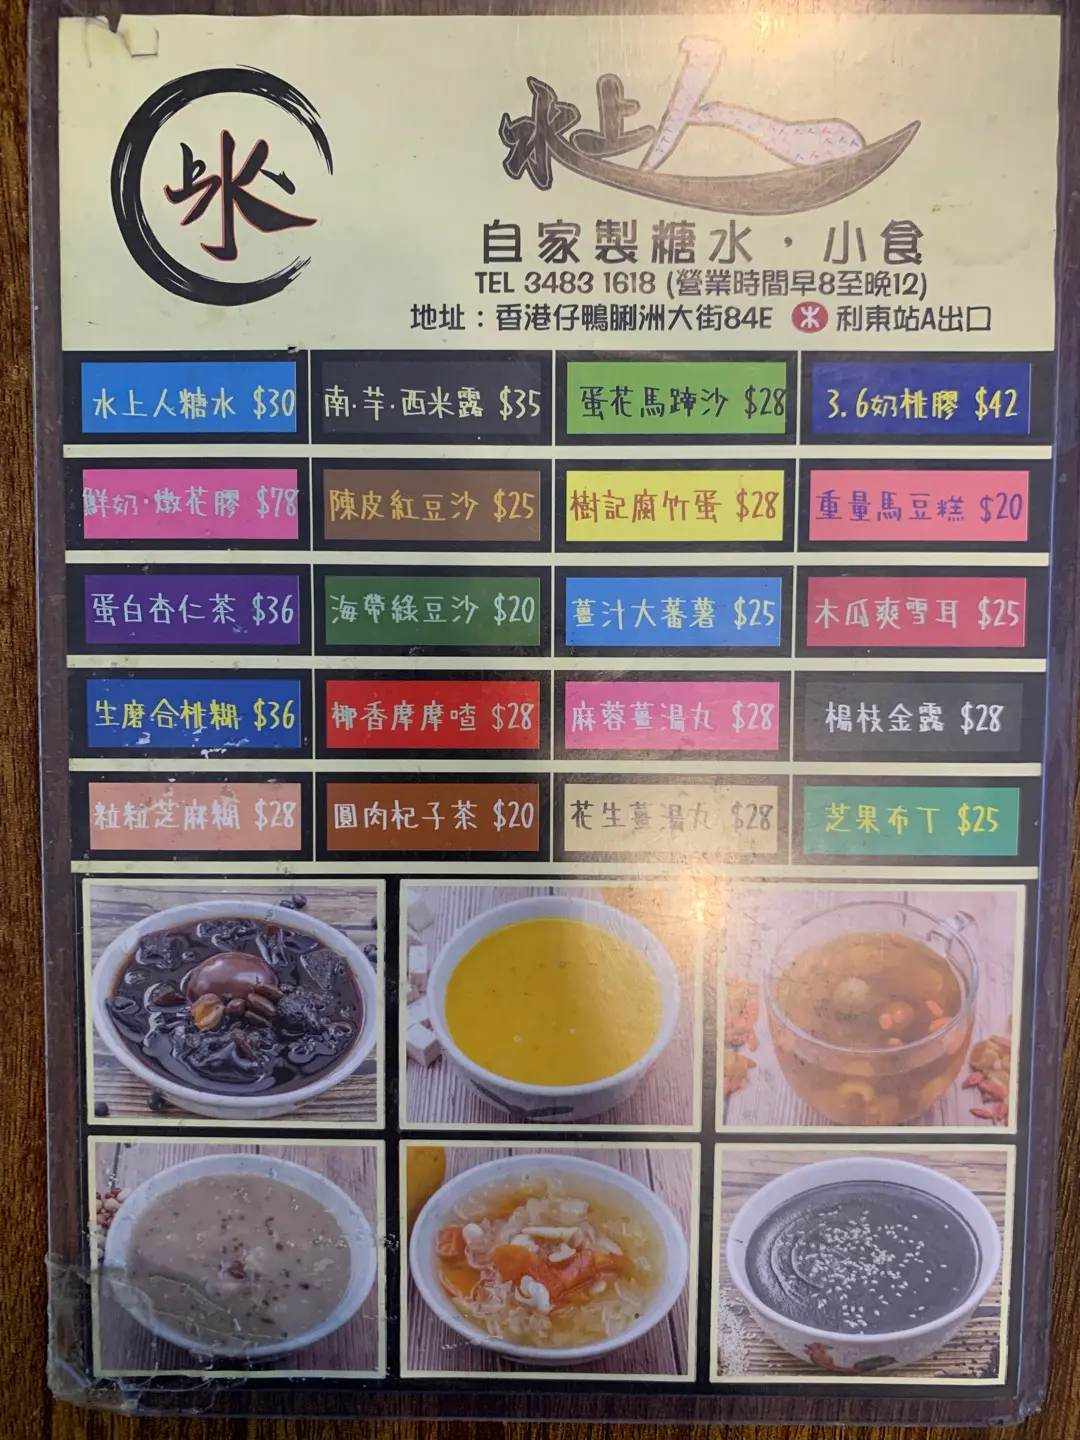 上水
水上人
自家製糖水，小食
TEL 3483 1618 (營業時間早8至晚12)
地址：香港仔鴨脷洲大街84E 利東站A出口
水上人糖水 $30
南·芋·西米露 $35
蛋花馬蹄沙 $28
3.6奶桃膠 $42
鮮奶·燉花膠 $78
陳皮紅豆沙 $25
樹記腐竹蛋 $28
重量馬豆糕 $20
蛋白杏仁茶 $36
海帶綠豆沙 $20
薑汁大蕃薯 $25
木瓜爽雪耳 $25
生磨合桃糊 $36
椰香摩摩喳 $28
麻蓉薑湯丸 $28
楊枝金露 $28
粒粒芝麻糊 $28
圓肉杞子茶 $20
花生薑湯丸 $28
芝果布丁 $25